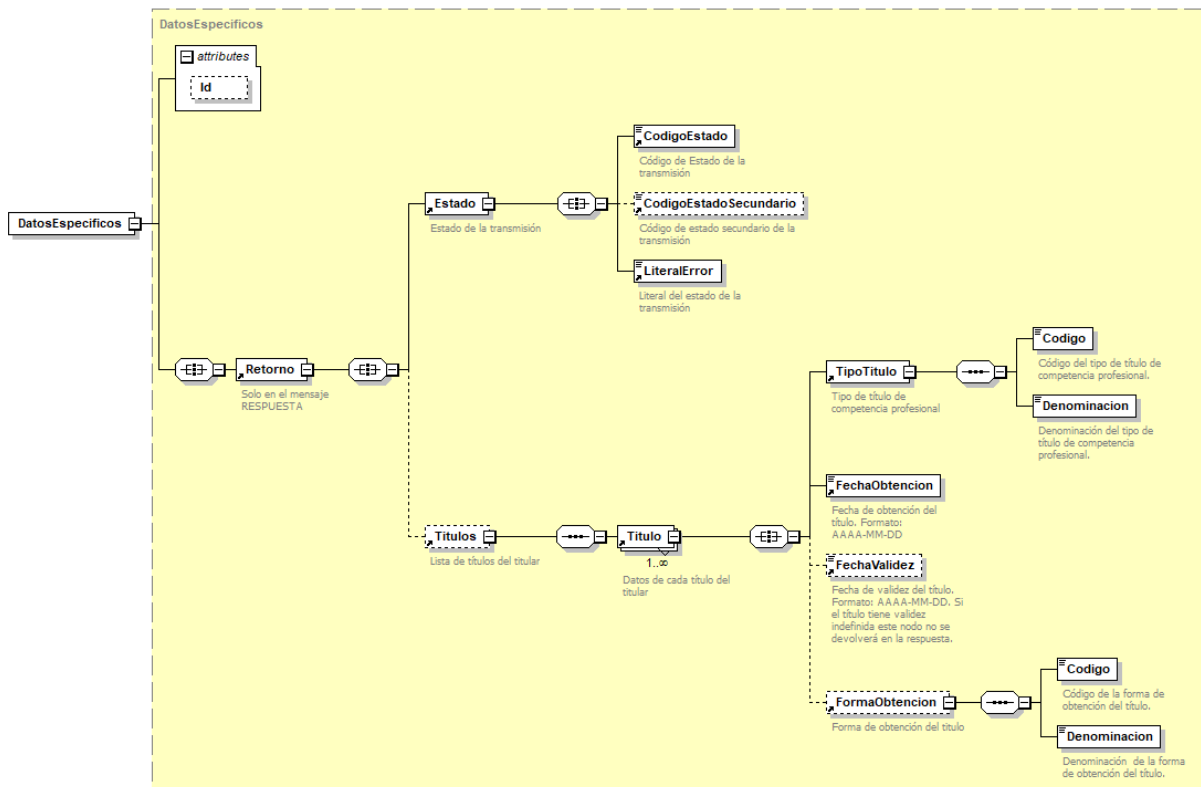 DatosEspecificos
attributes
Id
DatosEspecificos
CodigoEstado
Código de Estado de la
transmisión
Estado
Estado de la transmisión
CodigoEstadoSecundario
Código de estado secundario de la
transmisión
LiteralError
Literal del estado de la
transmisión
Retorno
Solo en el mensaje
RESPUESTA
TipoTitulo
Tipo de título de
competencia profesional
Codigo
Código del tipo de título de
competencia profesional.
Denominacion
Denominación del tipo de
título de competencia
profesional.
FechaObtencion
Fecha de obtención del
título. Formato:
AAAA-MM-DD
Titulos
Lista de títulos del titular
Titulo
1..∞
Datos de cada título del
titular
FechaValidez
Fecha de validez del título.
Formato: AAAA-MM-DD. Si
el título tiene validez
indefinida este nodo no se
devolverá en la respuesta.
FormaObtencion
Forma de obtención del titulo
Codigo
Código de la forma de
obtención del título.
Denominacion
Denominación de la forma
de obtención del título.